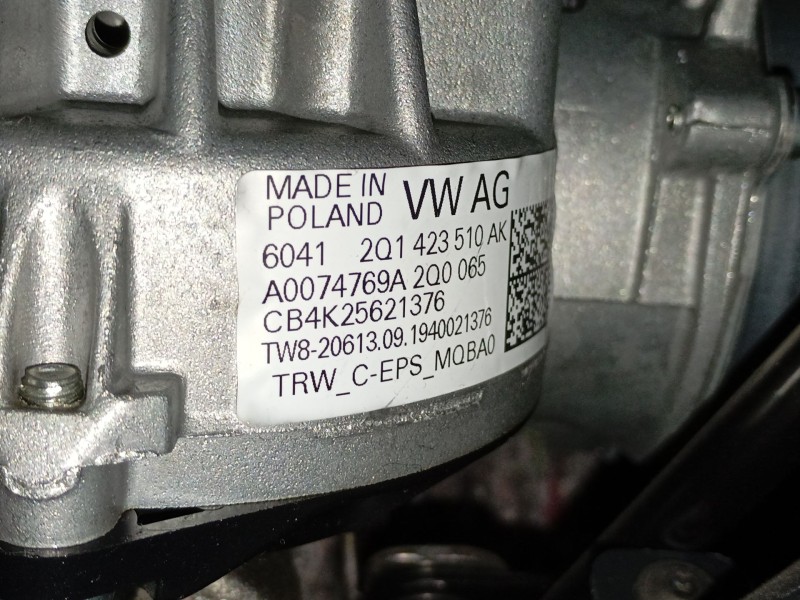 MADE IN VW AG
POLAND
6041 2Q1 423 510 AK
A0074769A 2Q0 065
CB4K25621376
TW8-20613.09.1940021376
TRW_C-EPS_MQBA0